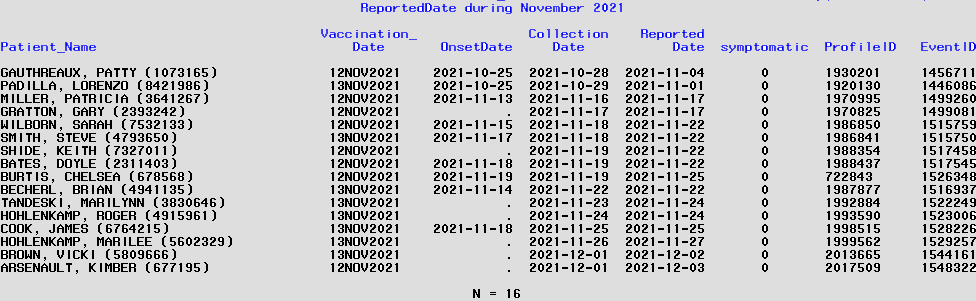 ReportedDate during November 2021
Vaccination_ Collection Reported
Patient_Name Date OnsetDate Date Date symptomatic ProfileID EventID
GAUTHREAUX, PATTY (1073165) 12NOV2021 2021-10-25 2021-10-28 2021-11-04 0 1930201 1456711
PADILLA, LORENZO (8421986) 13NOV2021 2021-10-25 2021-10-29 2021-11-01 0 1920130 1446086
MILLER, PATRICIA (3641267) 12NOV2021 2021-11-13 2021-11-16 2021-11-17 0 1970995 1499260
GRATTON, GARY (2393242) 12NOV2021 . 2021-11-17 2021-11-17 0 1970825 1499081
WILBORN, SARAH (7532133) 12NOV2021 2021-11-15 2021-11-18 2021-11-22 0 1986850 1515759
SMITH, STEVE (4793650) 13NOV2021 2021-11-17 2021-11-18 2021-11-22 0 1986841 1515750
SHIDE, KEITH (7327011) 12NOV2021 . 2021-11-19 2021-11-22 0 1988354 1517458
BATES, DOYLE (2311403) 12NOV2021 2021-11-18 2021-11-19 2021-11-22 0 1988437 1517545
BURTIS, CHELSEA (678568) 12NOV2021 2021-11-19 2021-11-19 2021-11-25 0 722843 1526348
BECHERL, BRIAN (4941135) 13NOV2021 2021-11-14 2021-11-22 2021-11-22 0 1987877 1516937
TANDESKI, MARILYNN (3830646) 13NOV2021 . 2021-11-23 2021-11-24 0 1992884 1522249
HOHLENKAMP, ROGER (4915961) 13NOV2021 . 2021-11-24 2021-11-24 0 1993590 1523006
COOK, JAMES (6764215) 13NOV2021 2021-11-18 2021-11-25 2021-11-25 0 1998515 1528226
HOHLENKAMP, MARILEE (5602329) 13NOV2021 . 2021-11-26 2021-11-27 0 1999562 1529257
BROWN, VICKI (5809666) 13NOV2021 . 2021-12-01 2021-12-02 0 2013665 1544161
ARSENAULT, KIMBER (677195) 12NOV2021 . 2021-12-01 2021-12-03 0 2017509 1548322
N = 16